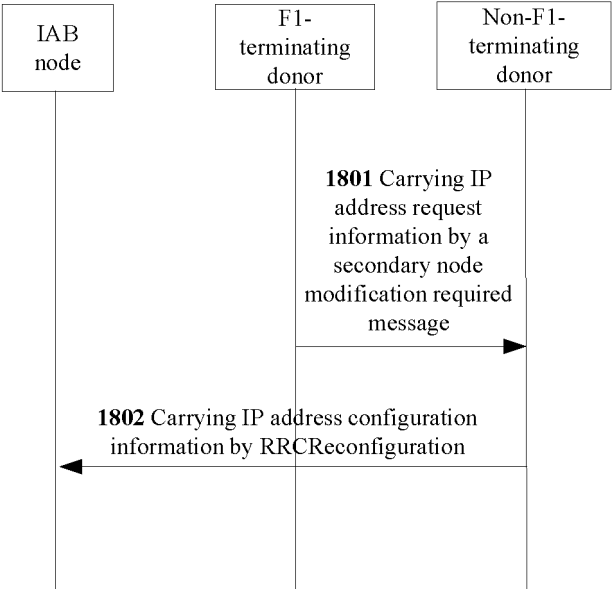 IAB
node
F1-
terminating
donor
Non-F1-
terminating
donor
1801 Carrying IP
address request
information by a
secondary node
modification required
message
1802 Carrying IP address configuration
information by RRCReconfiguration